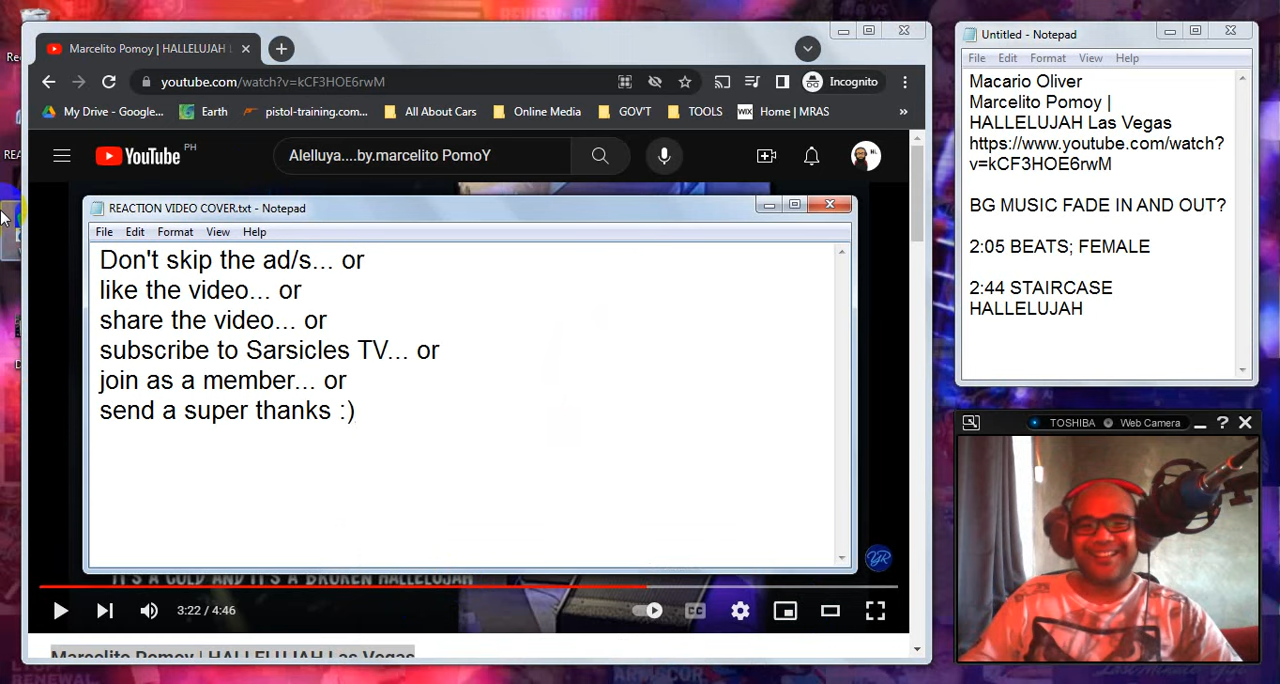 Marcelito Pomoy | HALLELUJAH
youtube.com/watch?v=kCF3HOE6rwM
Incognito
My Drive - Google...
Earth
pistol-training.com...
All About Cars
Online Media
GOV'T
TOOLS
WIX
Home | MRAS
»
YouTube PH
Alelluya....by.marcelito PomoY
REACTION VIDEO COVER.txt - Notepad
File Edit Format View Help
Don't skip the ad/s... or
like the video... or
share the video... or
subscribe to Sarsicles TV... or
join as a member... or
send a super thanks :)
IT'S A COLD AND IT'S A BROKEN HALLELUJAH
YR
3:22 / 4:46
CC
Marcelito Pomoy | HALLELUJAH Las Vegas
Untitled - Notepad
File Edit Format View Help
Macario Oliver
Marcelito Pomoy |
HALLELUJAH Las Vegas
https://www.youtube.com/watch?
v=kCF3HOE6rwM
BG MUSIC FADE IN AND OUT?
2:05 BEATS; FEMALE
2:44 STAIRCASE
HALLELUJAH
TOSHIBA Web Camera
RENEWAL
ARMACOR